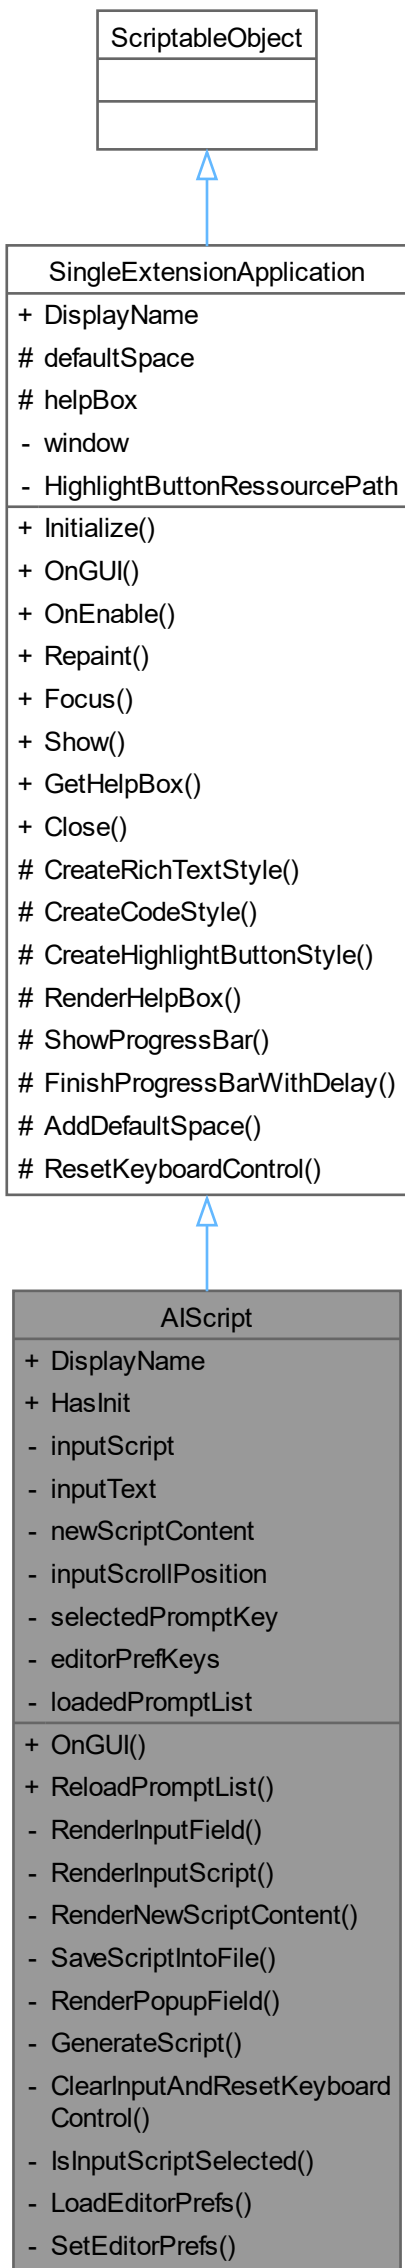 ScriptableObject
SingleExtensionApplication
+ DisplayName
# defaultSpace
# helpBox
- window
- HighlightButtonRessourcePath
+ Initialize()
+ OnGUI()
+ OnEnable()
+ Repaint()
+ Focus()
+ Show()
+ GetHelpBox()
+ Close()
# CreateRichTextStyle()
# CreateCodeStyle()
# CreateHighlightButtonStyle()
# RenderHelpBox()
# ShowProgressBar()
# FinishProgressBarWithDelay()
# AddDefaultSpace()
# ResetKeyboardControl()
AIScript
+ DisplayName
+ HasInit
- inputScript
- inputText
- newScriptContent
- inputScrollPosition
- selectedPromptKey
- editorPrefKeys
- loadedPromptList
+ OnGUI()
+ ReloadPromptList()
- RenderInputField()
- RenderInputScript()
- RenderNewScriptContent()
- SaveScriptIntoFile()
- RenderPopupField()
- GenerateScript()
- ClearInputAndResetKeyboard
Control()
- IsInputScriptSelected()
- LoadEditorPrefs()
- SetEditorPrefs()